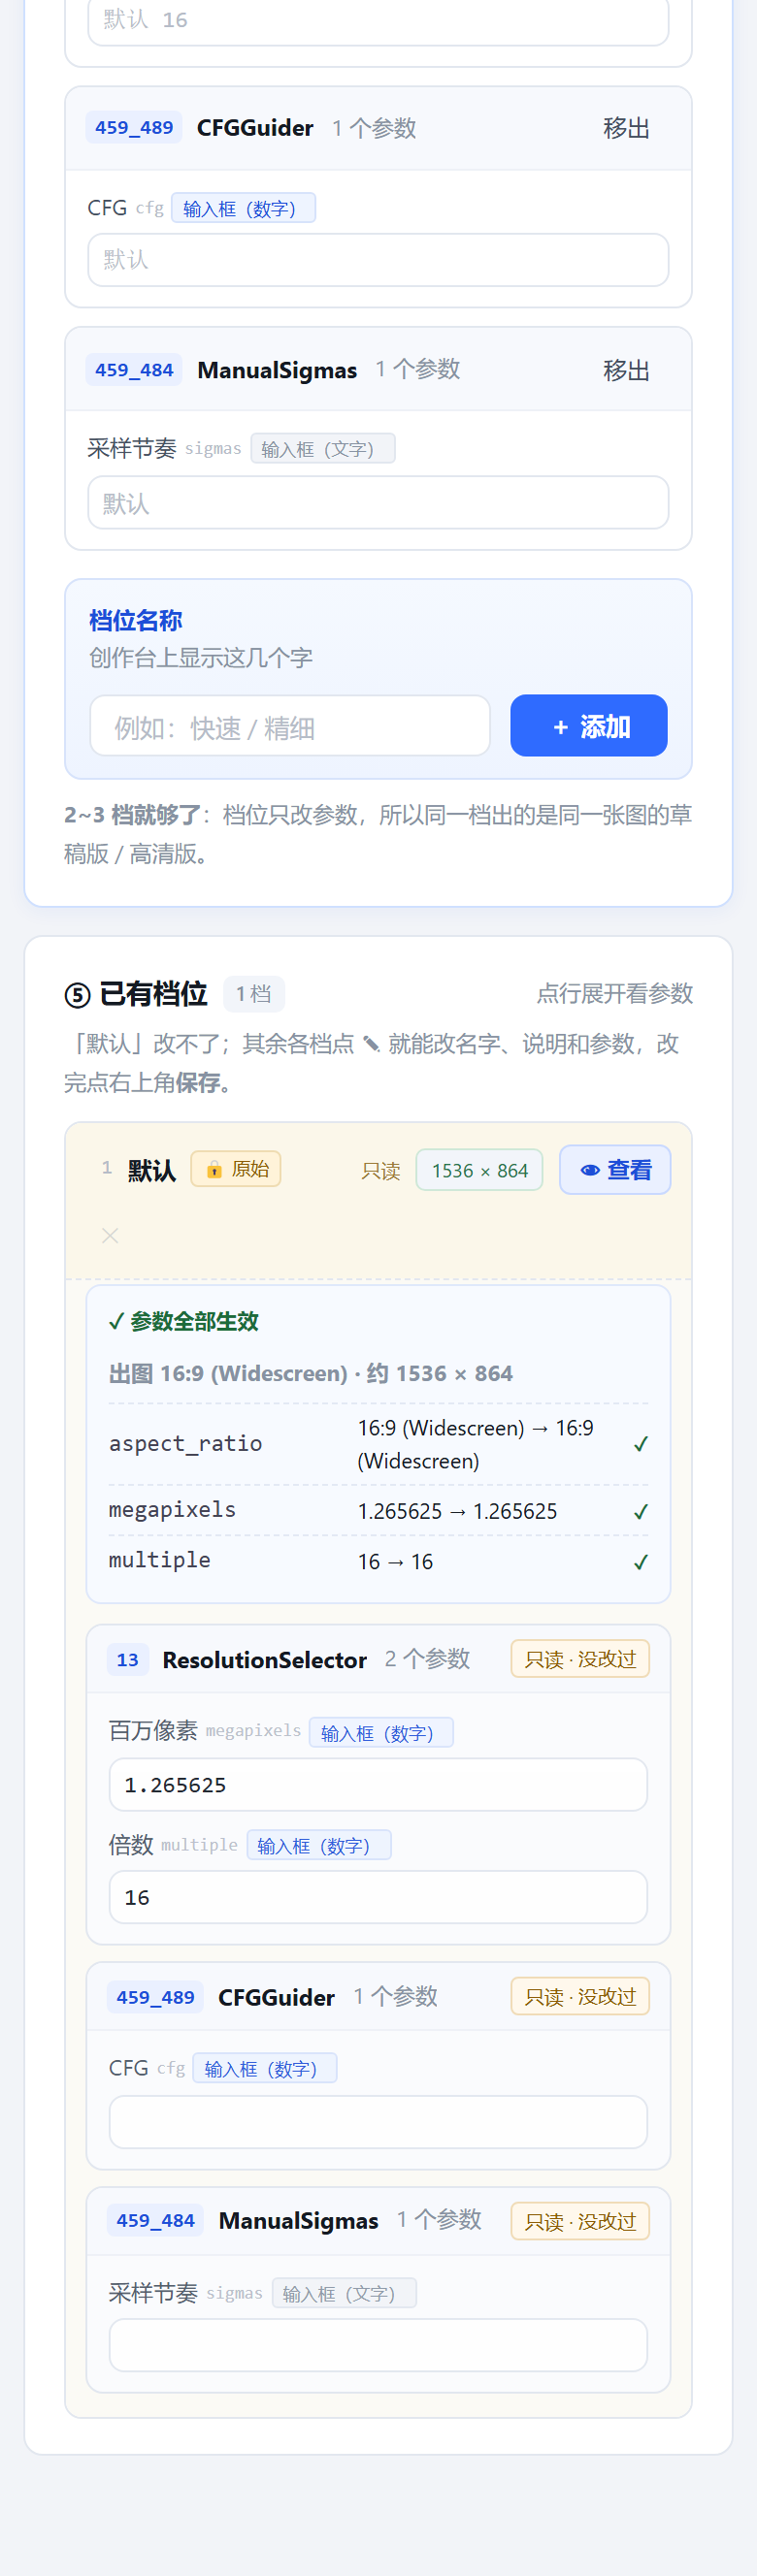 默认 16
459_489 CFGGuider 1 个参数 移出
CFG cfg 输入框（数字）
默认
459_484 ManualSigmas 1 个参数 移出
采样节奏 sigmas 输入框（文字）
默认
档位名称
创作台上显示这几个字
例如：快速 / 精细 + 添加
2~3 档就够了：档位只改参数，所以同一档出的是同一张图的草
稿版 / 高清版。
⑤ 已有档位 1 档 点行展开看参数
「默认」改不了；其余各档点 ✎ 就能改名字、说明和参数，改
完点右上角保存。
1 默认 🔒 原始 只读 1536 × 864 👁 查看
×
✓ 参数全部生效
出图 16:9 (Widescreen) · 约 1536 × 864
aspect_ratio 16:9 (Widescreen) → 16:9 ✓
(Widescreen)
megapixels 1.265625 → 1.265625 ✓
multiple 16 → 16 ✓
13 ResolutionSelector 2 个参数 只读 · 没改过
百万像素 megapixels 输入框（数字）
1.265625
倍数 multiple 输入框（数字）
16
459_489 CFGGuider 1 个参数 只读 · 没改过
CFG cfg 输入框（数字）
459_484 ManualSigmas 1 个参数 只读 · 没改过
采样节奏 sigmas 输入框（文字）